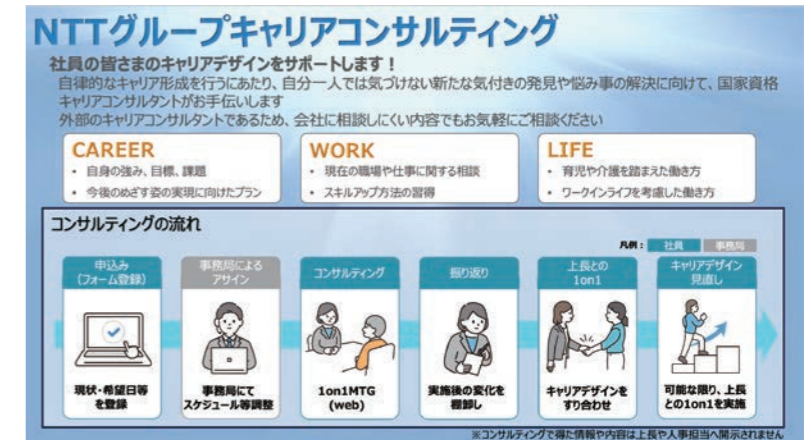 NTTグループキャリアコンサルティング
社員の皆さまのキャリアデザインをサポートします！
自律的なキャリア形成を行うにあたり、自分一人では気づけない新たな気付きの発見や悩み事の解決に向けて、国家資格
キャリアコンサルタントがお手伝いします
外部のキャリアコンサルタントであるため、会社に相談しにくい内容でもお気軽にご相談ください
CAREER
・ 自身の強み、目標、課題
・ 今後のめざす姿の実現に向けたプラン
WORK
・ 現在の職場や仕事に関する相談
・ スキルアップ方法の習得
LIFE
・ 育児や介護を踏まえた働き方
・ ワークインライフを考慮した働き方
コンサルティングの流れ
凡例： 社員 事務局
申込み
(フォーム登録)
現状・希望日等
を登録
事務局による
アサイン
事務局にて
スケジュール等調整
コンサルティング
1on1MTG
(web)
振り返り
実施後の変化を
棚卸し
上長との
1on1
キャリアデザインを
すり合わせ
キャリアデザイン
見直し
可能な限り、上長
との1on1を実施
※コンサルティングで得た情報や内容は上長や人事担当へ開示されません